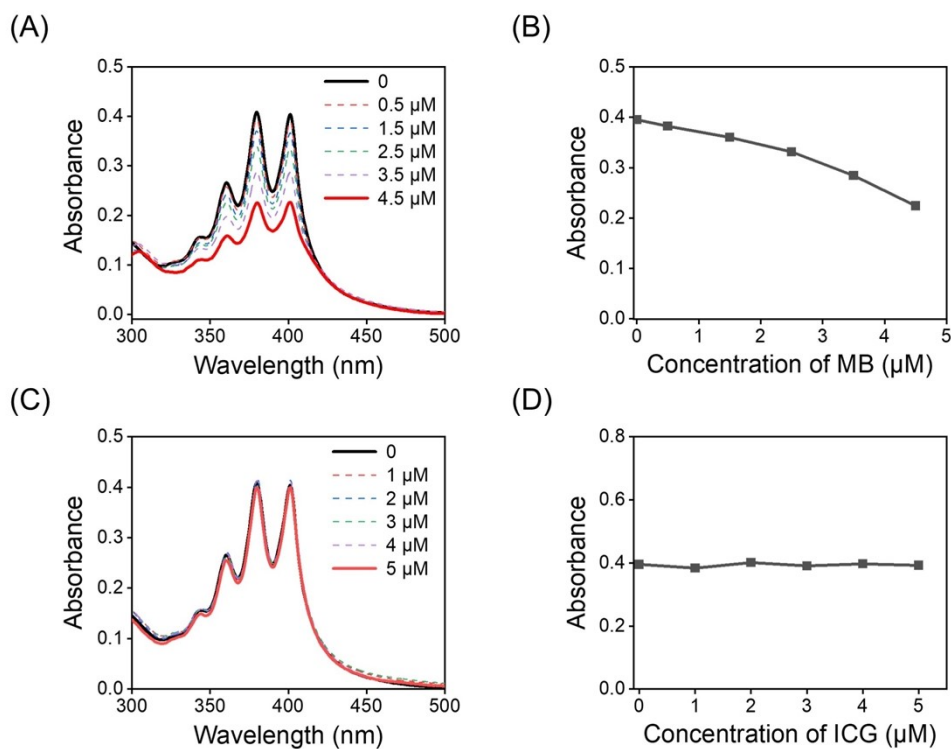 (A)
Absorbance
0.5
0.4
0.3
0.2
0.1
0.0
300
350
400
450
500
Wavelength (nm)
0
0.5 µM
1.5 µM
2.5 µM
3.5 µM
4.5 µM
(B)
Absorbance
0.5
0.4
0.3
0.2
0.1
0.0
0
1
2
3
4
5
Concentration of MB (µM)
(C)
Absorbance
0.5
0.4
0.3
0.2
0.1
0.0
300
350
400
450
500
Wavelength (nm)
0
1 µM
2 µM
3 µM
4 µM
5 µM
(D)
Absorbance
0.8
0.6
0.4
0.2
0.0
0
1
2
3
4
5
Concentration of ICG (µM)